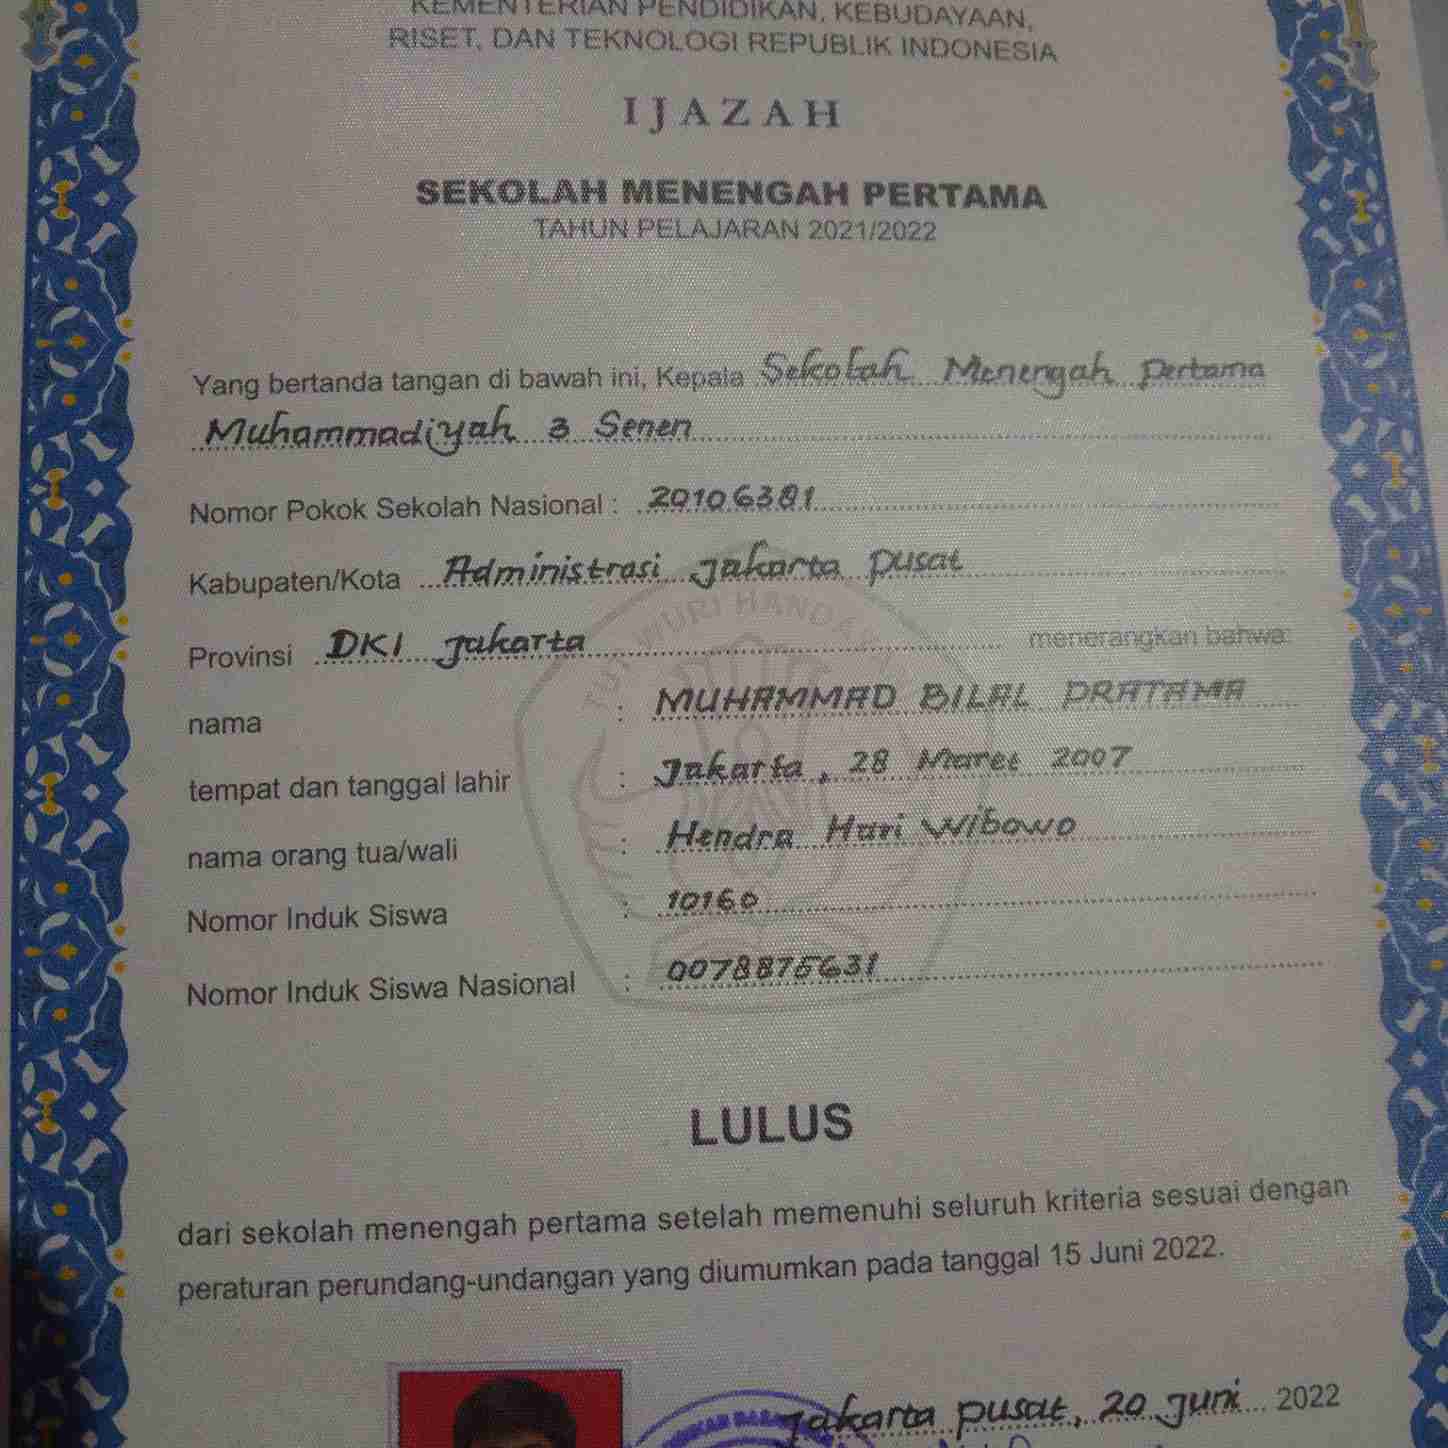 KEMENTERIAN PENDIDIKAN, KEBUDAYAAN,
RISET, DAN TEKNOLOGI REPUBLIK INDONESIA
IJAZAH
SEKOLAH MENENGAH PERTAMA
TAHUN PELAJARAN 2021/2022
Yang bertanda tangan di bawah ini, Kepala Sekolah Menengah Pertama
Muhammadiyah 3 Senen
Nomor Pokok Sekolah Nasional : 20106381
Kabupaten/Kota Administrasi Jakarta Pusat
Provinsi DKI Jakarta menerangkan bahwa:
nama : MUHAMMAD BILAL PRATAMA
tempat dan tanggal lahir : Jakarta, 28 Maret 2007
nama orang tua/wali : Hendra Hari Wibowo
Nomor Induk Siswa : 10160
Nomor Induk Siswa Nasional : 0078875631
LULUS
dari sekolah menengah pertama setelah memenuhi seluruh kriteria sesuai dengan
peraturan perundang-undangan yang diumumkan pada tanggal 15 Juni 2022.
Jakarta Pusat, 20 Juni 2022